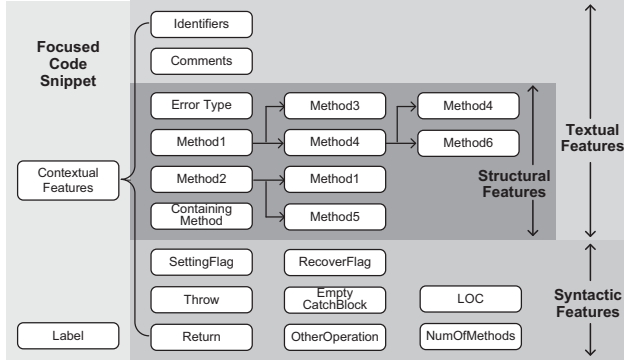 Focused
Code
Snippet
Identifiers
Comments
Error Type
Method3
Method4
Method1
Method4
Method6
Method2
Method1
Containing
Method
Method5
Contextual
Features
Structural
Features
Textual
Features
SettingFlag
RecoverFlag
Throw
Empty
CatchBlock
LOC
Syntactic
Features
Label
Return
OtherOperation
NumOfMethods